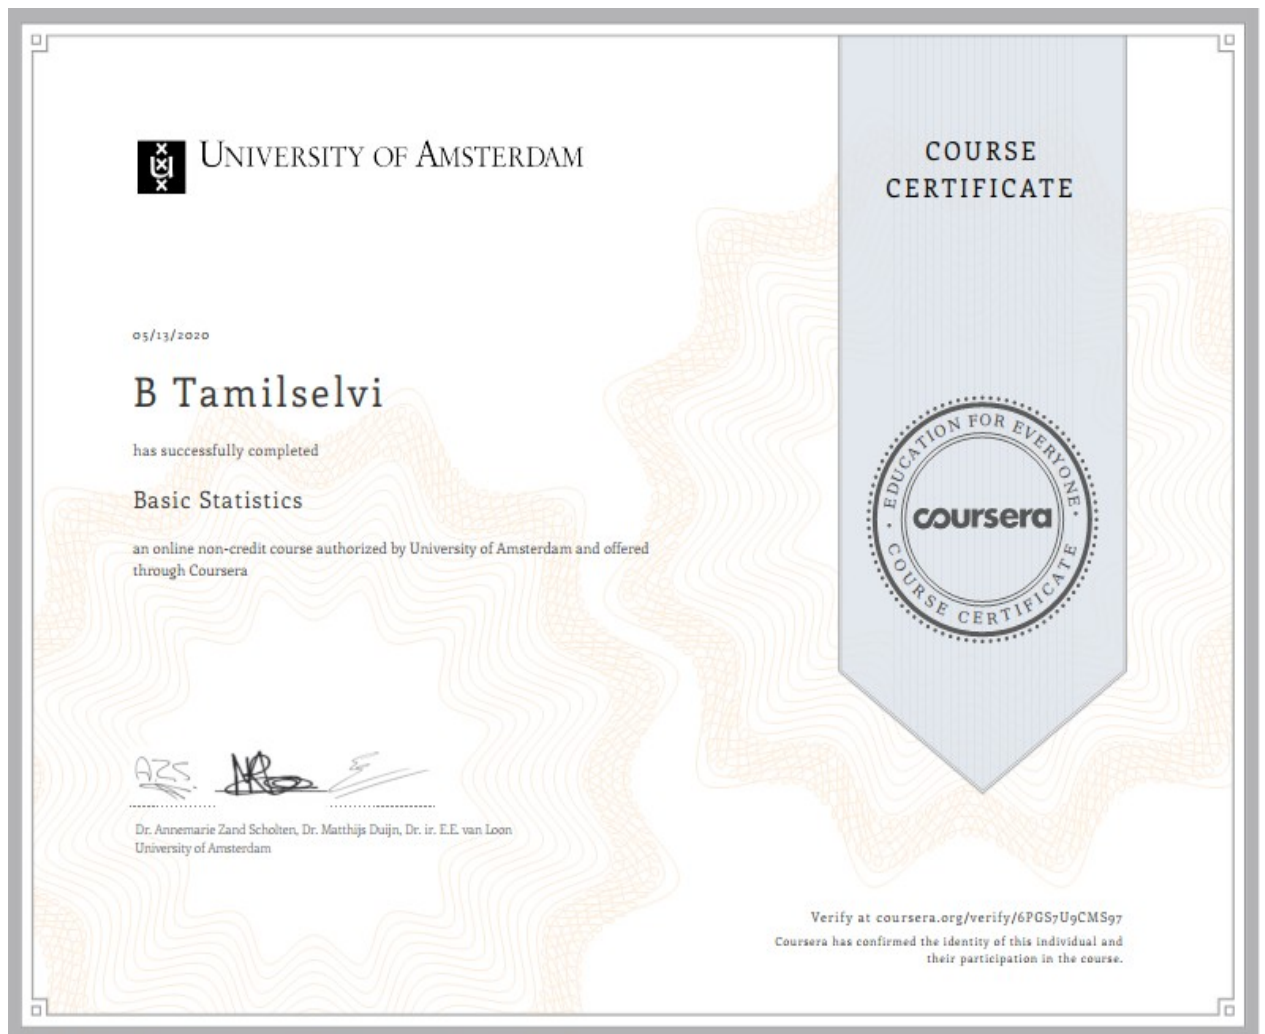 UNIVERSITY OF AMSTERDAM
COURSE
CERTIFICATE
05/13/2020
B Tamilselvi
has successfully completed
Basic Statistics
an online non-credit course authorized by University of Amsterdam and offered
through Coursera
EDUCATION FOR EVERYONE
coursera
COURSE CERTIFICATE
AZS
Dr. Annemarie Zand Scholten, Dr. Matthijs Duijn, Dr. ir. E.E. van Loon
University of Amsterdam
Verify at coursera.org/verify/6PGS7U9CMS97
Coursera has confirmed the identity of this individual and
their participation in the course.